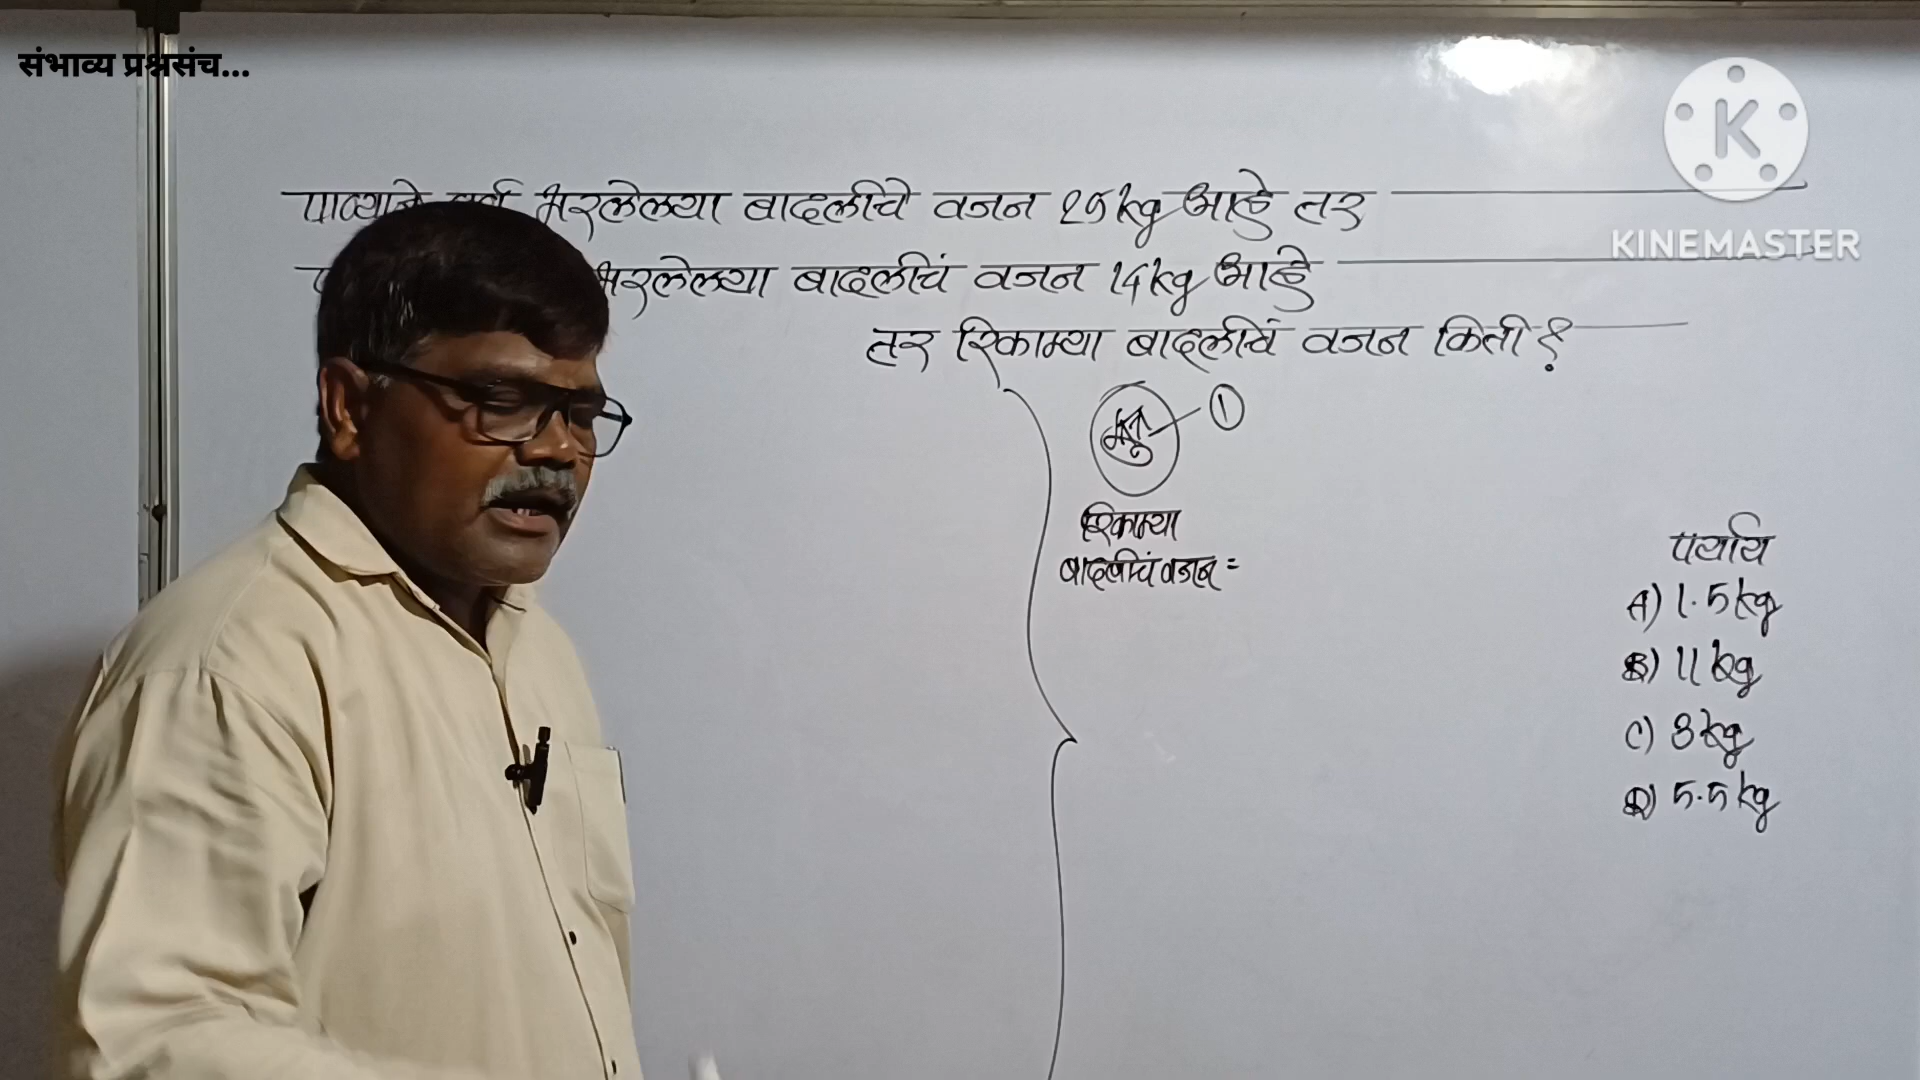 संभाव्य प्रश्नसंच...
KINEMASTER
पाण्याने पूर्ण भरलेल्या बादलीचे वजन 25 kg आहे तर
भरलेल्या बादलीचं वजन 14 kg आहे
तर रिकाम्या बादलीचं वजन किती ?
1
रिकाम्या
बादलीचं वजन =
पर्याय
A) 1.5 kg
B) 11 kg
C) 3 kg
D) 5.5 kg